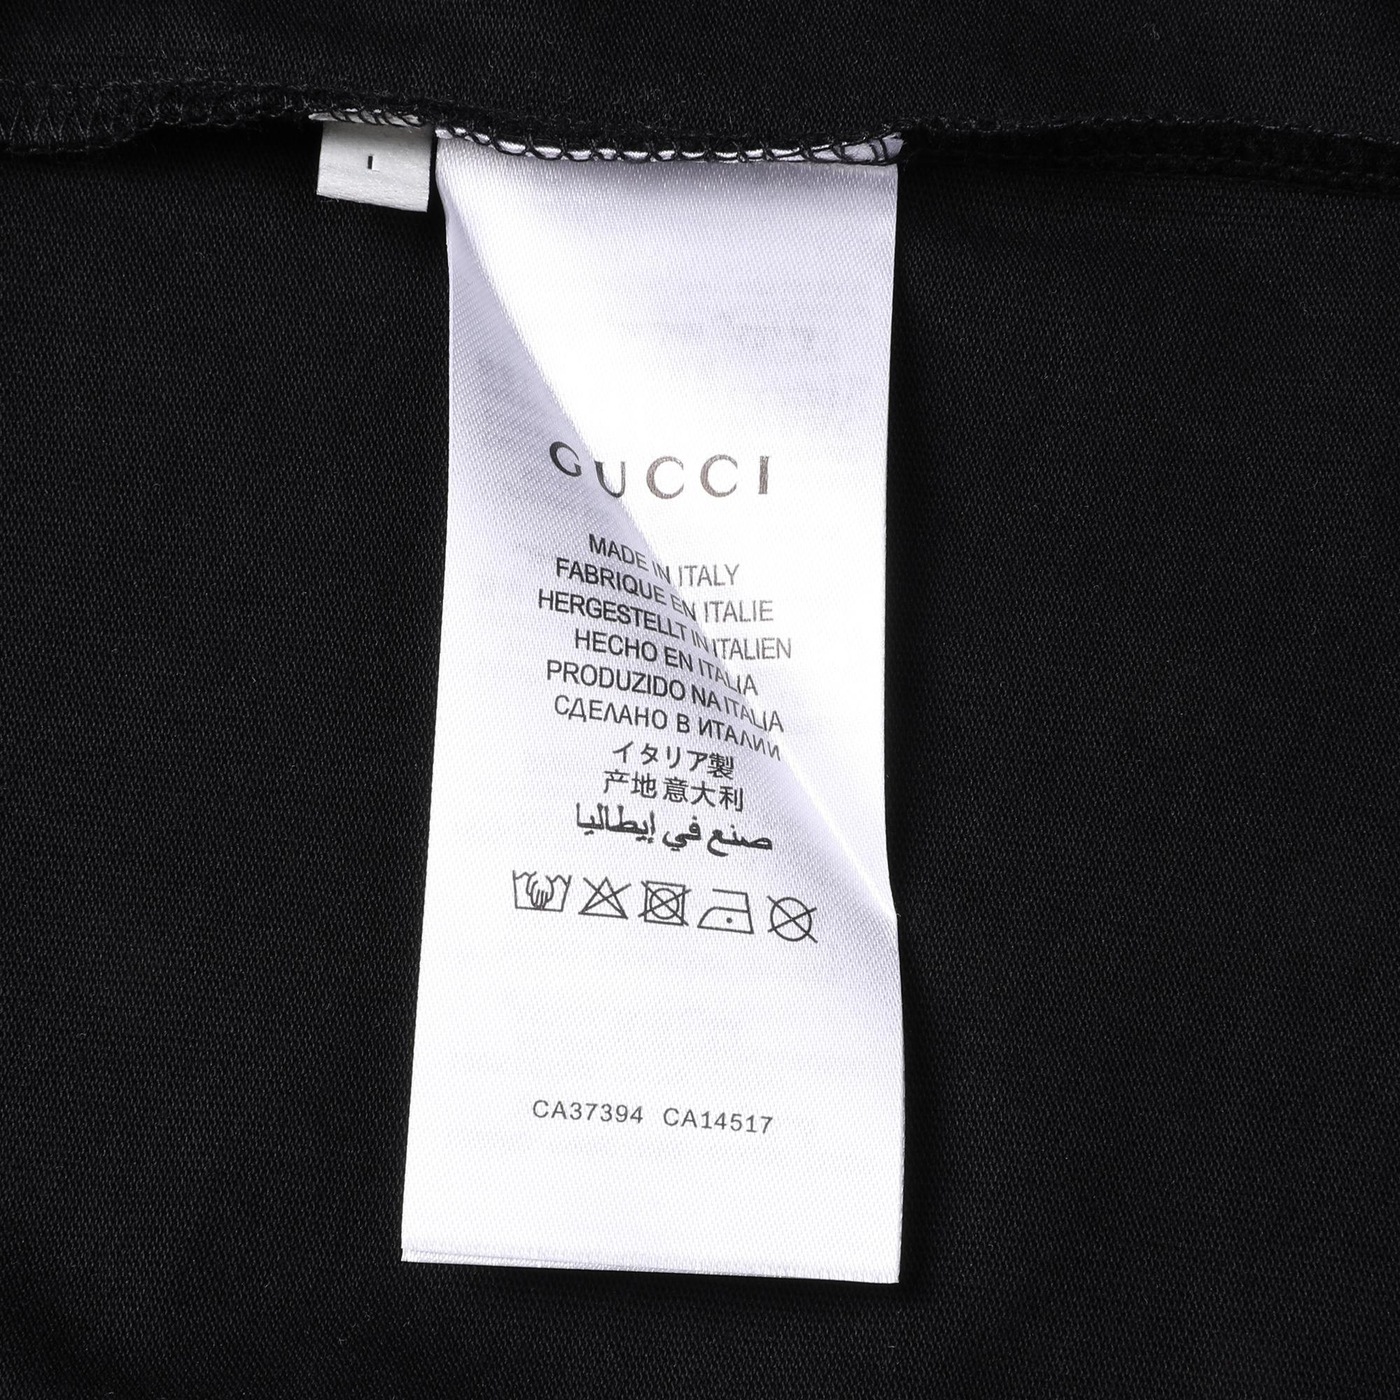 GUCCI
MADE IN ITALY
FABRIQUE EN ITALIE
HERGESTELLT IN ITALIEN
HECHO EN ITALIA
PRODUZIDO NA ITALIA
СДЕЛАНО В ИТАЛИИ
イタリア製
产地意大利
صنع في إيطاليا
CA37394 CA14517